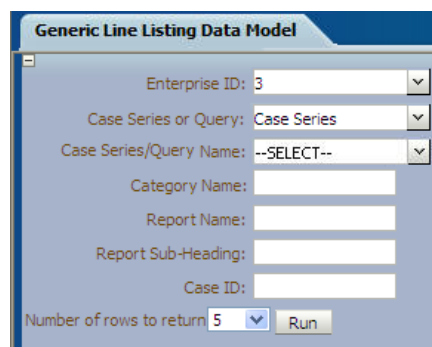 Generic Line Listing Data Model
Enterprise ID: 3
Case Series or Query: Case Series
Case Series/Query Name: --SELECT--
Category Name:
Report Name:
Report Sub-Heading:
Case ID:
Number of rows to return 5 Run